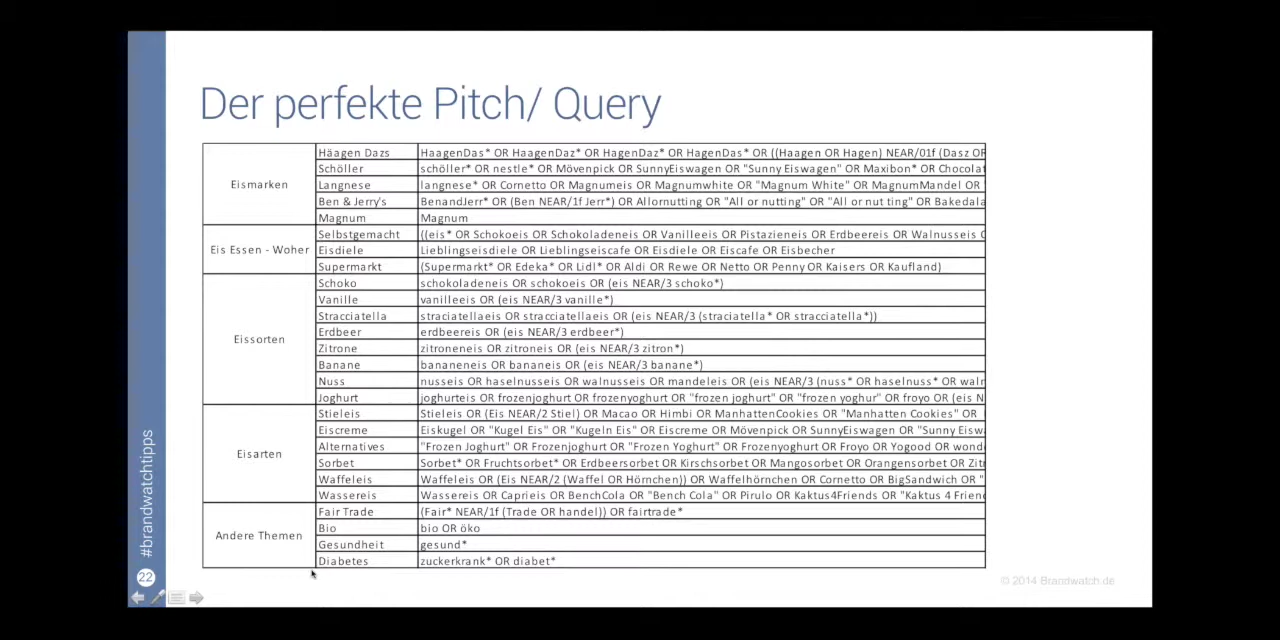 Der perfekte Pitch/ Query
Eismarken
Häagen Dazs HaagenDas* OR HaagenDaz* OR HagenDaz* OR HagenDas* OR ((Haagen OR Hagen) NEAR/01f (Dasz OR
Schöller schöller* OR nestle* OR Mövenpick OR SunnyEiswagen OR "Sunny Eiswagen" OR Maxibon* OR Chocolat
Langnese langnese* OR Cornetto OR Magnumeis OR Magnumwhite OR "Magnum White" OR MagnumMandel OR
Ben & Jerry's BenandJerr* OR (Ben NEAR/1f Jerr*) OR Allornutting OR "All or nutting" OR "All or nut ting" OR Bakedala
Magnum Magnum
Eis Essen - Woher
Selbstgemacht ((eis* OR Schokoeis OR Schokoladeneis OR Vanilleeis OR Pistazieneis OR Erdbeereis OR Walnusseis
Eisdiele Lieblingseisdiele OR Lieblingseiscafe OR Eisdiele OR Eiscafe OR Eisbecher
Supermarkt (Supermarkt* OR Edeka* OR Lidl* OR Aldi OR Rewe OR Netto OR Penny OR Kaisers OR Kaufland)
Eissorten
Schoko schokoladeneis OR schokoeis OR (eis NEAR/3 schoko*)
Vanille vanilleeis OR (eis NEAR/3 vanille*)
Stracciatella straciatellaeis OR stracciatellaeis OR (eis NEAR/3 (straciatella* OR stracciatella*))
Erdbeer erdbeereis OR (eis NEAR/3 erdbeer*)
Zitrone zitroneneis OR zitroneis OR (eis NEAR/3 zitron*)
Banane bananeneis OR bananeis OR (eis NEAR/3 banane*)
Nuss nusseis OR haselnusseis OR walnusseis OR mandeleis OR (eis NEAR/3 (nuss* OR haselnuss* OR waln
Joghurt joghurteis OR frozenjoghurt OR frozenyoghurt OR "frozen joghurt" OR "frozen yoghur" OR froyo OR (eis N
Eisarten
Stieleis Stieleis OR (Eis NEAR/2 Stiel) OR Macao OR Himbi OR ManhattenCookies OR "Manhatten Cookies" OR
Eiscreme Eiskugel OR "Kugel Eis" OR "Kugeln Eis" OR Eiscreme OR Mövenpick OR SunnyEiswagen OR "Sunny Eisw
Alternatives "Frozen Joghurt" OR Frozenjoghurt OR "Frozen Yoghurt" OR Frozenyoghurt OR Froyo OR Yogood OR wond
Sorbet Sorbet* OR Fruchtsorbet* OR Erdbeersorbet OR Kirschsorbet OR Mangosorbet OR Orangensorbet OR Zit
Waffeleis Waffeleis OR (Eis NEAR/2 (Waffel OR Hörnchen)) OR Waffelhörnchen OR Cornetto OR BigSandwich OR "
Wassereis Wassereis OR Caprieis OR BenchCola OR "Bench Cola" OR Pirulo OR Kaktus4Friends OR "Kaktus 4 Frien
Andere Themen
Fair Trade (Fair* NEAR/1f (Trade OR handel)) OR fairtrade*
Bio bio OR öko
Gesundheit gesund*
Diabetes zuckerkrank* OR diabet*
#brandwatchtipps
22
© 2014 Brandwatch.de